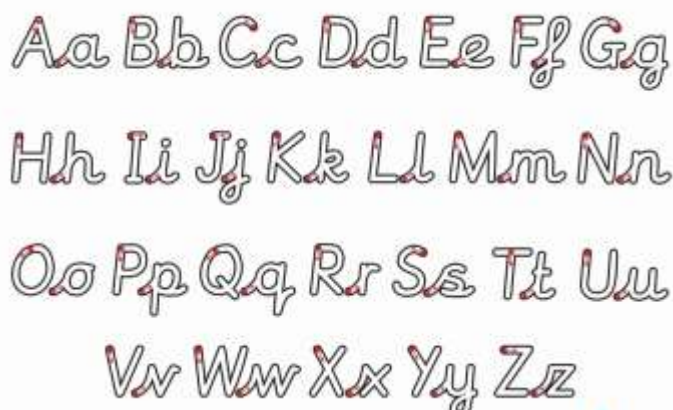 Aa Bb Cc Dd Ee Ff Gg
Hh Ii Jj Kk Ll Mm Nn
Oo Pp Qq Rr Ss Tt Uu
Vv Ww Xx Yy Zz